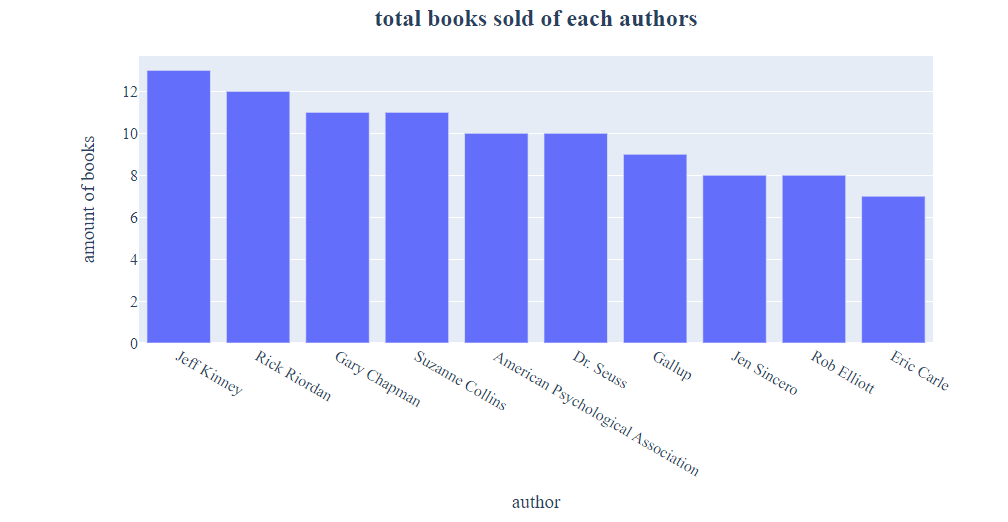 total books sold of each authors
amount of books
12
10
8
6
4
2
0
Jeff Kinney
Rick Riordan
Gary Chapman
Suzanne Collins
American Psychological Association
Dr. Seuss
Gallup
Jen Sincero
Rob Elliott
Eric Carle
author